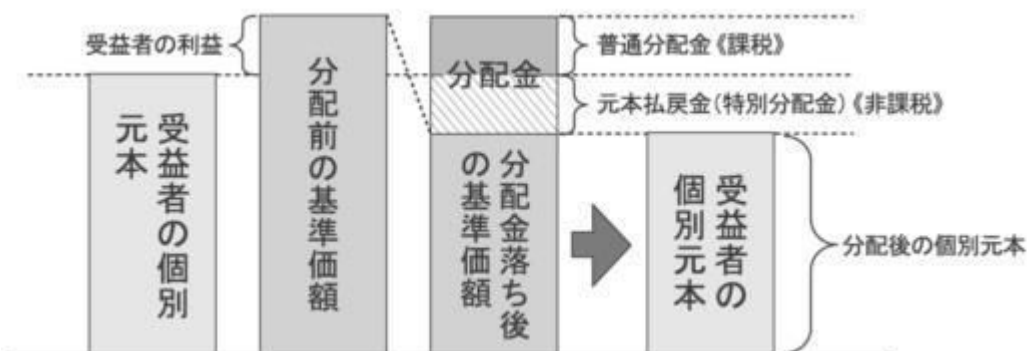 受益者の利益
受益者の個別
元本
分配前の基準価額
分配金
分配金落ち後
の基準価額
普通分配金《課税》
元本払戻金(特別分配金)《非課税》
受益者の
個別元本
分配後の個別元本